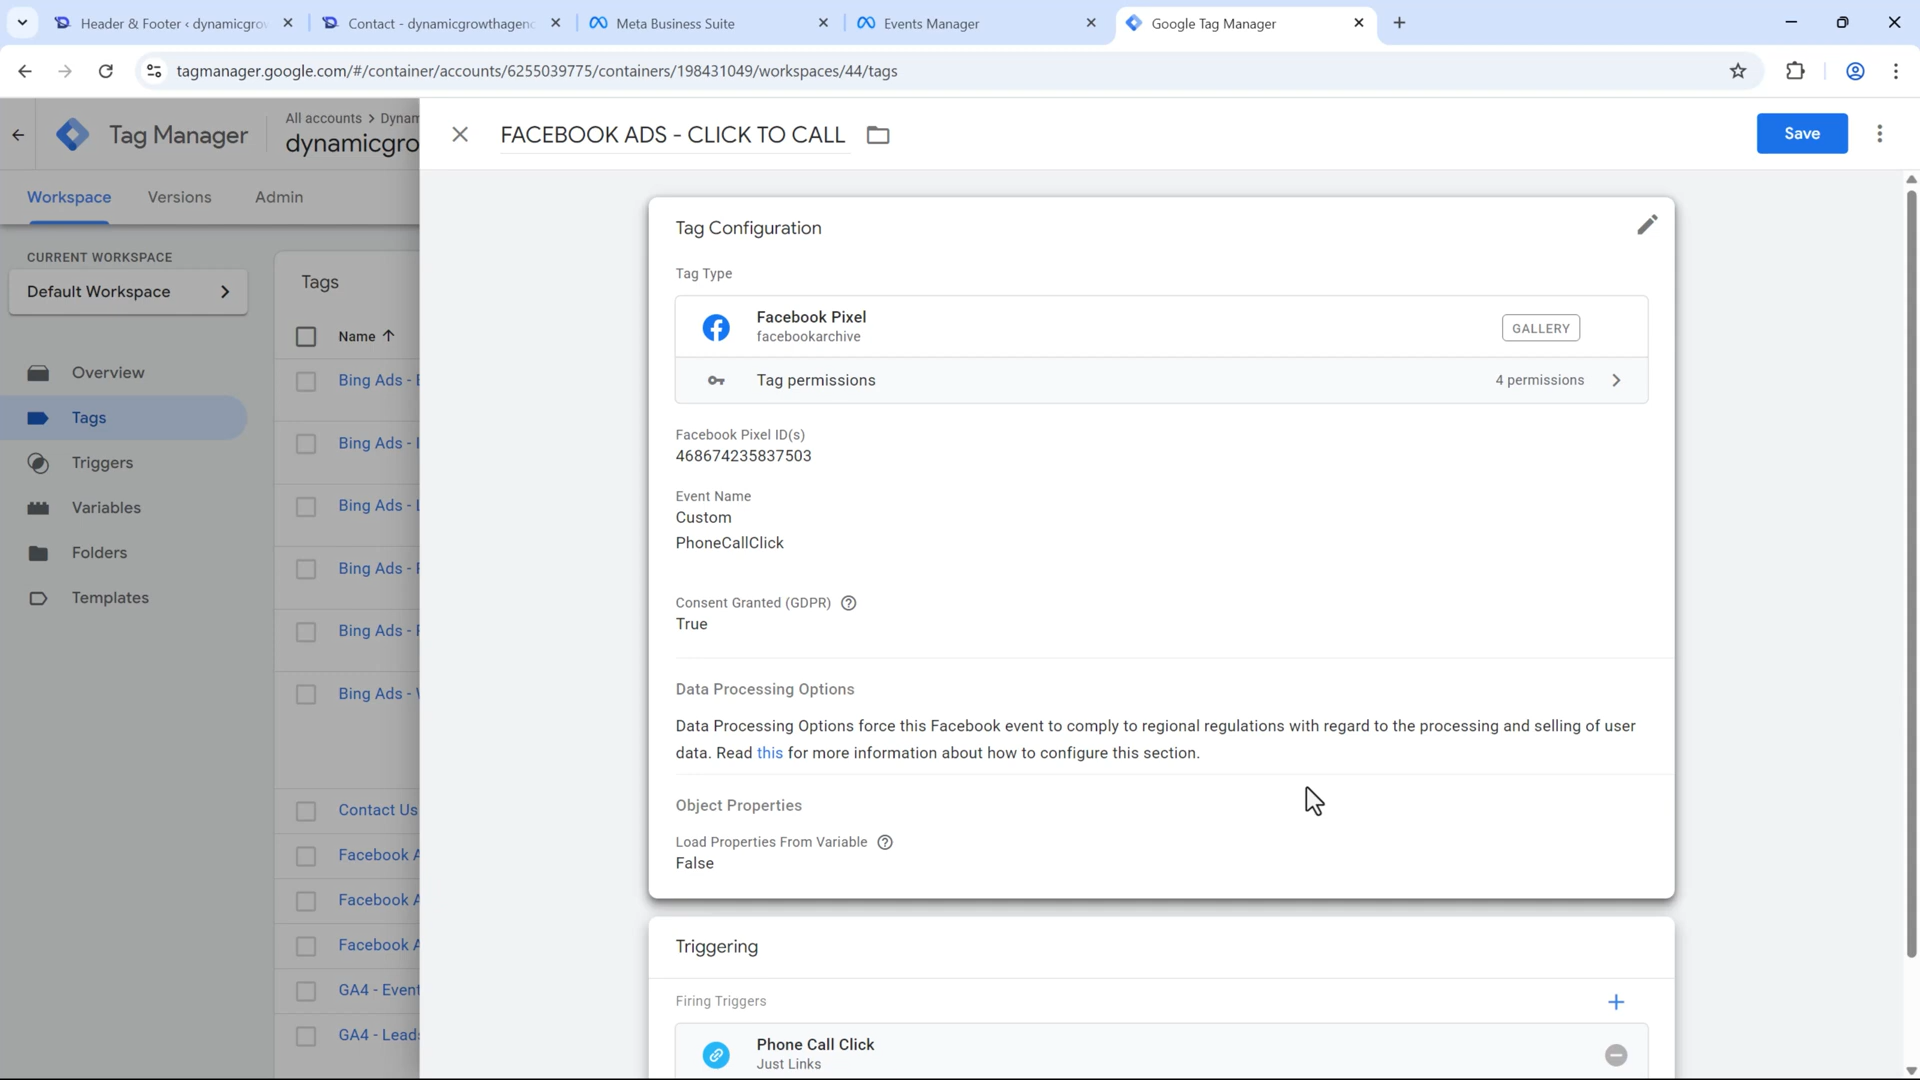 Header & Footer ‹ dynamicgro
Contact - dynamicgrowthagen
Meta Business Suite
Events Manager
Google Tag Manager
tagmanager.google.com/#/container/accounts/6255039775/containers/198431049/workspaces/44/tags
Tag Manager
All accounts > Dynam
dynamicgro
FACEBOOK ADS - CLICK TO CALL
Save
Workspace
Versions
Admin
CURRENT WORKSPACE
Default Workspace
Overview
Tags
Triggers
Variables
Folders
Templates
Tags
Name
Bing Ads -
Bing Ads -
Bing Ads -
Bing Ads -
Bing Ads -
Bing Ads -
Contact Us
Facebook A
Facebook A
Facebook A
GA4 - Event
GA4 - Lead
Tag Configuration
Tag Type
Facebook Pixel
facebookarchive
GALLERY
Tag permissions
4 permissions
Facebook Pixel ID(s)
468674235837503
Event Name
Custom
PhoneCallClick
Consent Granted (GDPR)
True
Data Processing Options
Data Processing Options force this Facebook event to comply to regional regulations with regard to the processing and selling of user
data. Read this for more information about how to configure this section.
Object Properties
Load Properties From Variable
False
Triggering
Firing Triggers
Phone Call Click
Just Links